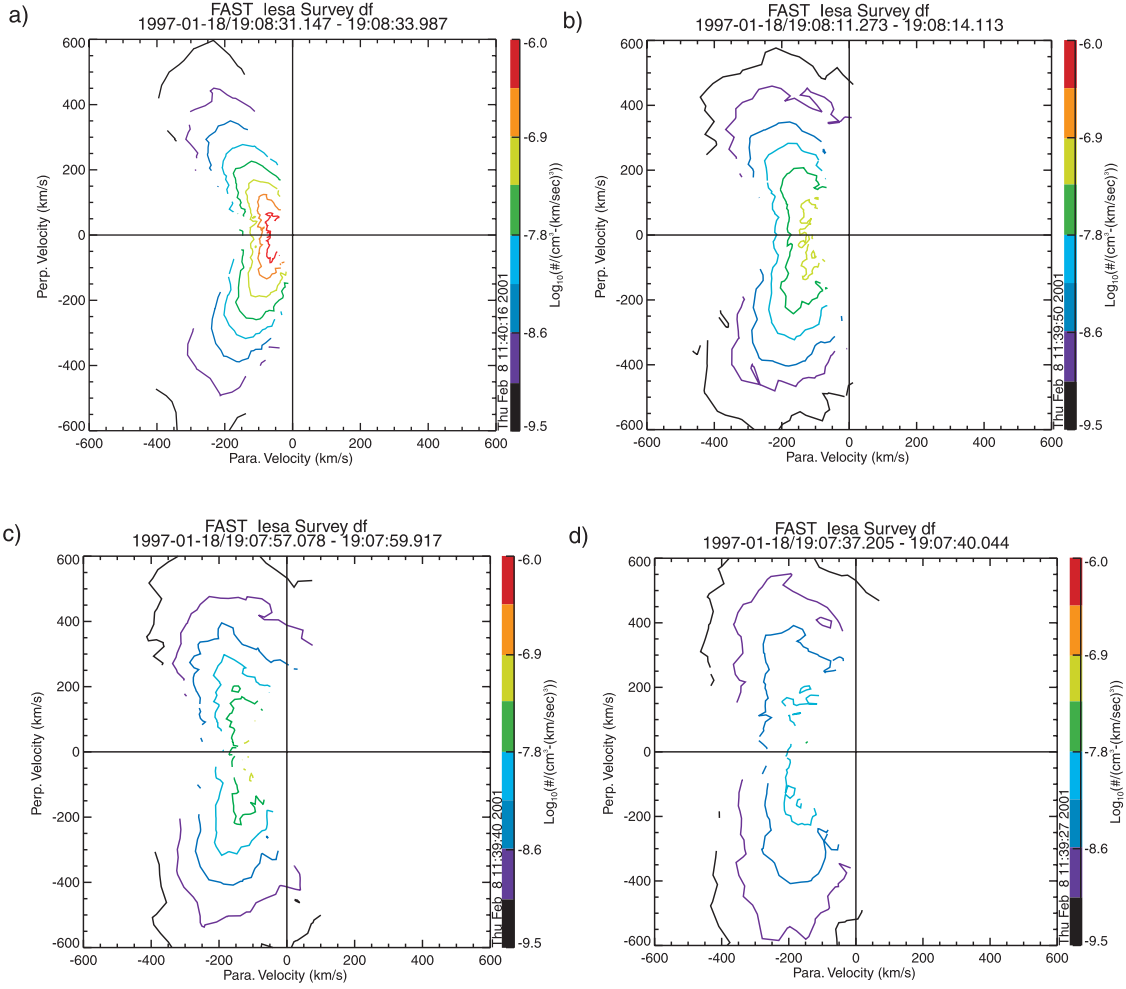 a)
FAST Iesa Survey df
1997-01-18/19:08:31.147 - 19:08:33.987
600
400
200
0
-200
-400
-600
Perp. Velocity (km/s)
-600
-400
-200
0
200
400
600
Para. Velocity (km/s)
Thu Feb 8 11:40:16 2001
-6.0
-6.9
-7.8
-8.6
-9.5
Log10(#/(cm³-(km/sec)³))
b)
FAST Iesa Survey df
1997-01-18/19:08:11.273 - 19:08:14.113
600
400
200
0
-200
-400
-600
Perp. Velocity (km/s)
-600
-400
-200
0
200
400
600
Para. Velocity (km/s)
Thu Feb 8 11:39:50 2001
-6.0
-6.9
-7.8
-8.6
-9.5
Log10(#/(cm³-(km/sec)³))
c)
FAST Iesa Survey df
1997-01-18/19:07:57.078 - 19:07:59.917
600
400
200
0
-200
-400
-600
Perp. Velocity (km/s)
-600
-400
-200
0
200
400
600
Para. Velocity (km/s)
Thu Feb 8 11:39:40 2001
-6.0
-6.9
-7.8
-8.6
-9.5
Log10(#/(cm³-(km/sec)³))
d)
FAST Iesa Survey df
1997-01-18/19:07:37.205 - 19:07:40.044
600
400
200
0
-200
-400
-600
Perp. Velocity (km/s)
-600
-400
-200
0
200
400
600
Para. Velocity (km/s)
Thu Feb 8 11:39:27 2001
-6.0
-6.9
-7.8
-8.6
-9.5
Log10(#/(cm³-(km/sec)³))